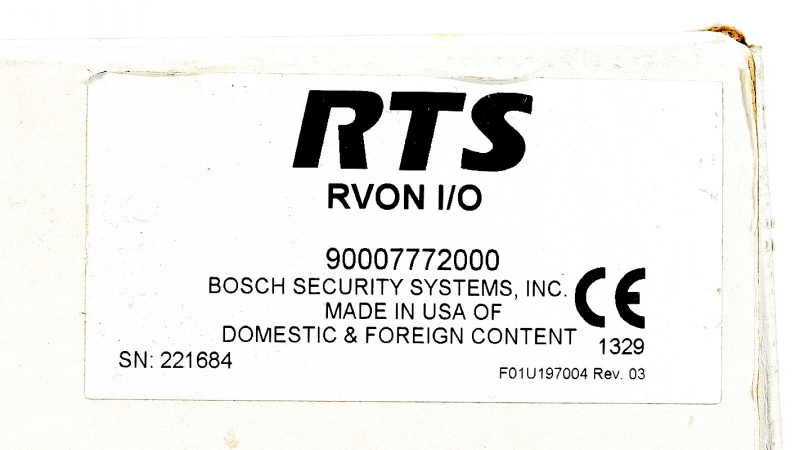 RTS
RVON I/O
90007772000
BOSCH SECURITY SYSTEMS, INC.
MADE IN USA OF
DOMESTIC & FOREIGN CONTENT
CE
1329
SN: 221684
F01U197004 Rev. 03